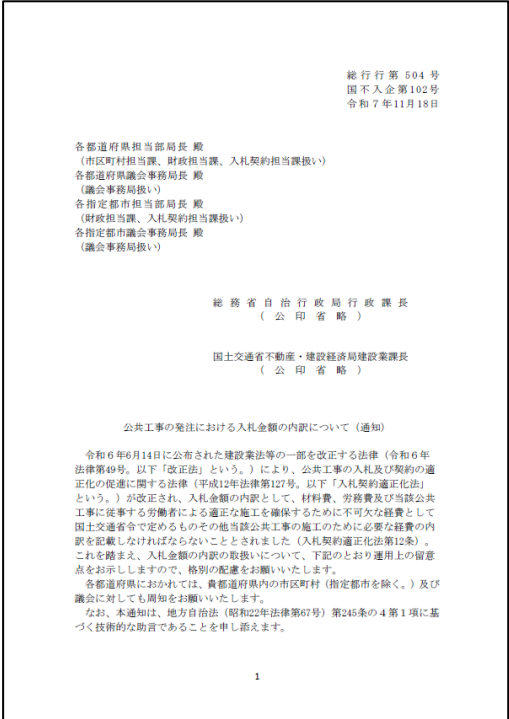 総行行第504号
国不入企第102号
令和7年11月18日
各都道府県担当部局長 殿
(市区町村担当課、財政担当課、入札契約担当課扱い)
各都道府県議会事務局長 殿
(議会事務局扱い)
各指定都市担当部局長 殿
(財政担当課、入札契約担当課扱い)
各指定都市議会事務局長 殿
(議会事務局扱い)
総務省自治行政局行政課長
(公印省略)
国土交通省不動産・建設経済局建設業課長
(公印省略)
公共工事の発注における入札金額の内訳について(通知)
令和6年6月14日に公布された建設業法等の一部を改正する法律(令和6年
法律第49号。以下「改正法」という。)により、公共工事の入札及び契約の適
正化の促進に関する法律(平成12年法律第127号。以下「入札契約適正化法」
という。)が改正され、入札金額の内訳として、材料費、労務費及び当該公共
工事に従事する労働者による適正な施工を確保するために不可欠な経費として
国土交通省令で定めるものその他当該公共工事の施工のために必要な経費の内
訳を記載しなければならないこととされました(入札契約適正化法第12条)。
これを踏まえ、入札金額の内訳の取扱いについて、下記のとおり運用上の留意
点をお示ししますので、格別の配慮をお願いいたします。
各都道府県におかれては、貴都道府県内の市区町村(指定都市を除く。)及び
議会に対しても周知をお願いいたします。
なお、本通知は、地方自治法(昭和22年法律第67号)第245条の4第1項に基
づく技術的な助言であることを申し添えます。
1